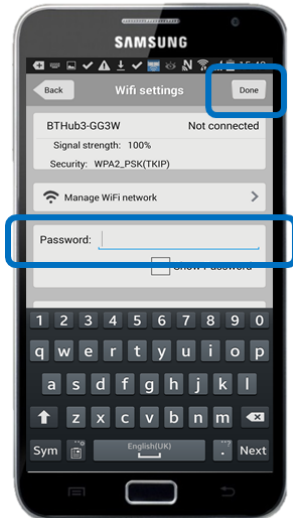 SAMSUNG
Back Wifi settings Done
BTHub3-GG3W Not connected
Signal strength: 100%
Security: WPA2_PSK(TKIP)
Manage WiFi network
Password:
Show Password
1 2 3 4 5 6 7 8 9 0
q w e r t y u i o p
a s d f g h j k l
z x c v b n m
Sym English(UK) . Next